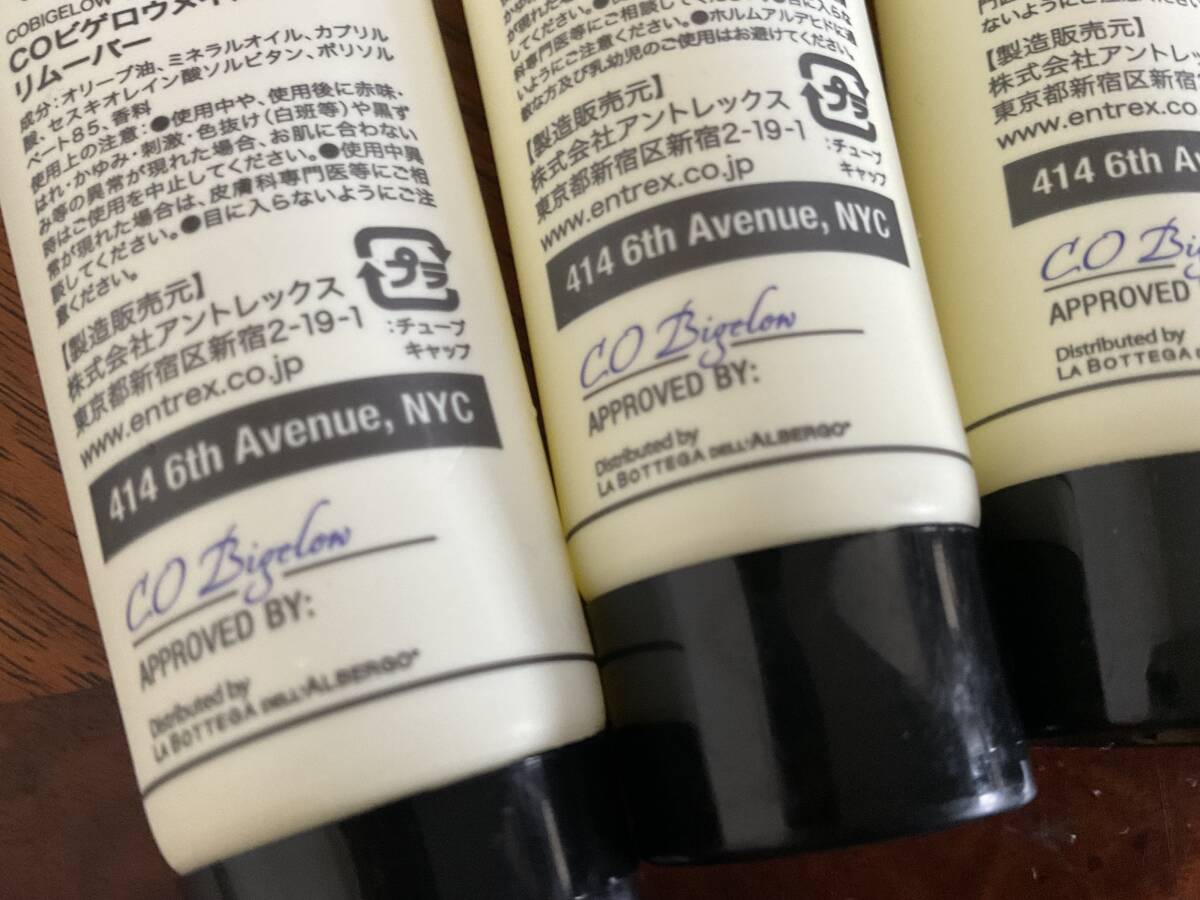 COBIGELOW
COビゲロウメイ
リムーバー
成分：オリーブ油、ミネラルオイル、カプリル
酸、セスキオレイン酸ソルビタン、ポリソル
ベート85、香料
使用上の注意：●使用中や、使用後に赤味・
はれ・かゆみ・刺激・色抜け（白斑等）や黒ず
み等の異常が現れた場合、お肌に合わない
時はご使用を中止してください。●使用中異
常が現れた場合は、皮膚科専門医等にご相
談してください。●目に入らないようにご注
意ください。
【製造販売元】
株式会社アントレックス
東京都新宿区新宿2-19-1
www.entrex.co.jp
プラ
：チューブ
キャップ
414 6th Avenue, NYC
C.O Bigelow
APPROVED BY:
Distributed by
LA BOTTEGA DELL'ALBERGO
が現れた場合
してください。
科専門医等にご相談してください
いようにご注意ください。●ホルムアルデヒドに過
敏な方及び乳幼児のご使用はお避けてください。
【製造販売元】
株式会社アントレックス
東京都新宿区新宿2-19-1
www.entrex.co.jp
プラ
：チューブ
キャップ
414 6th Avenue, NYC
C.O Bigelow
APPROVED BY:
Distributed by
LA BOTTEGA DELL'ALBERGO
ないようにご注意くだ
【製造販売元】
株式会社アント
東京都新宿区新
www.entrex.c
414 6th Av
C.O Big
APPROVED
Distributed by
LA BOTTEGA